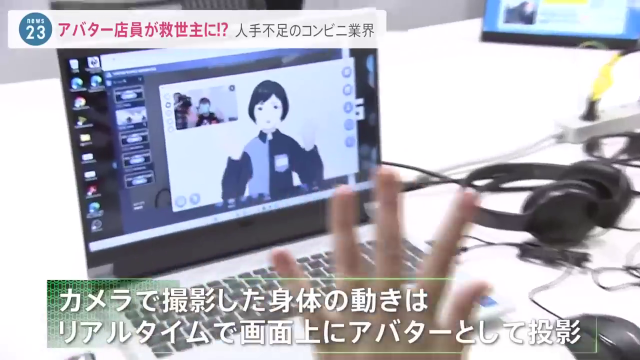 news
23
アバター店員が救世主に!? 人手不足のコンビニ業界
カメラで撮影した身体の動きは
リアルタイムで画面上にアバターとして投影